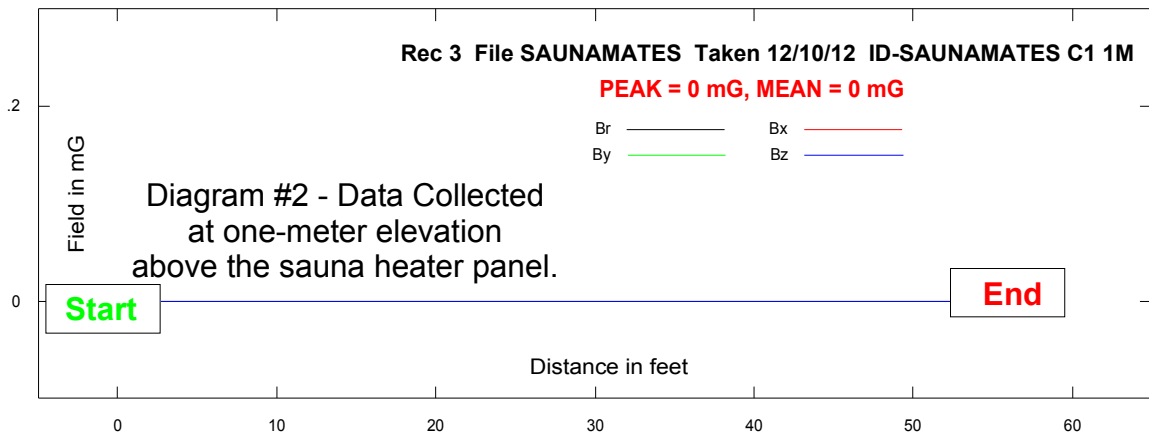 Rec 3 File SAUNAMATES Taken 12/10/12 ID-SAUNAMATES C1 1M
PEAK = 0 mG, MEAN = 0 mG
.2
Br
Bx
By
Bz
Field in mG
Diagram #2 - Data Collected
at one-meter elevation
above the sauna heater panel.
0
Start
End
Distance in feet
0 10 20 30 40 50 60